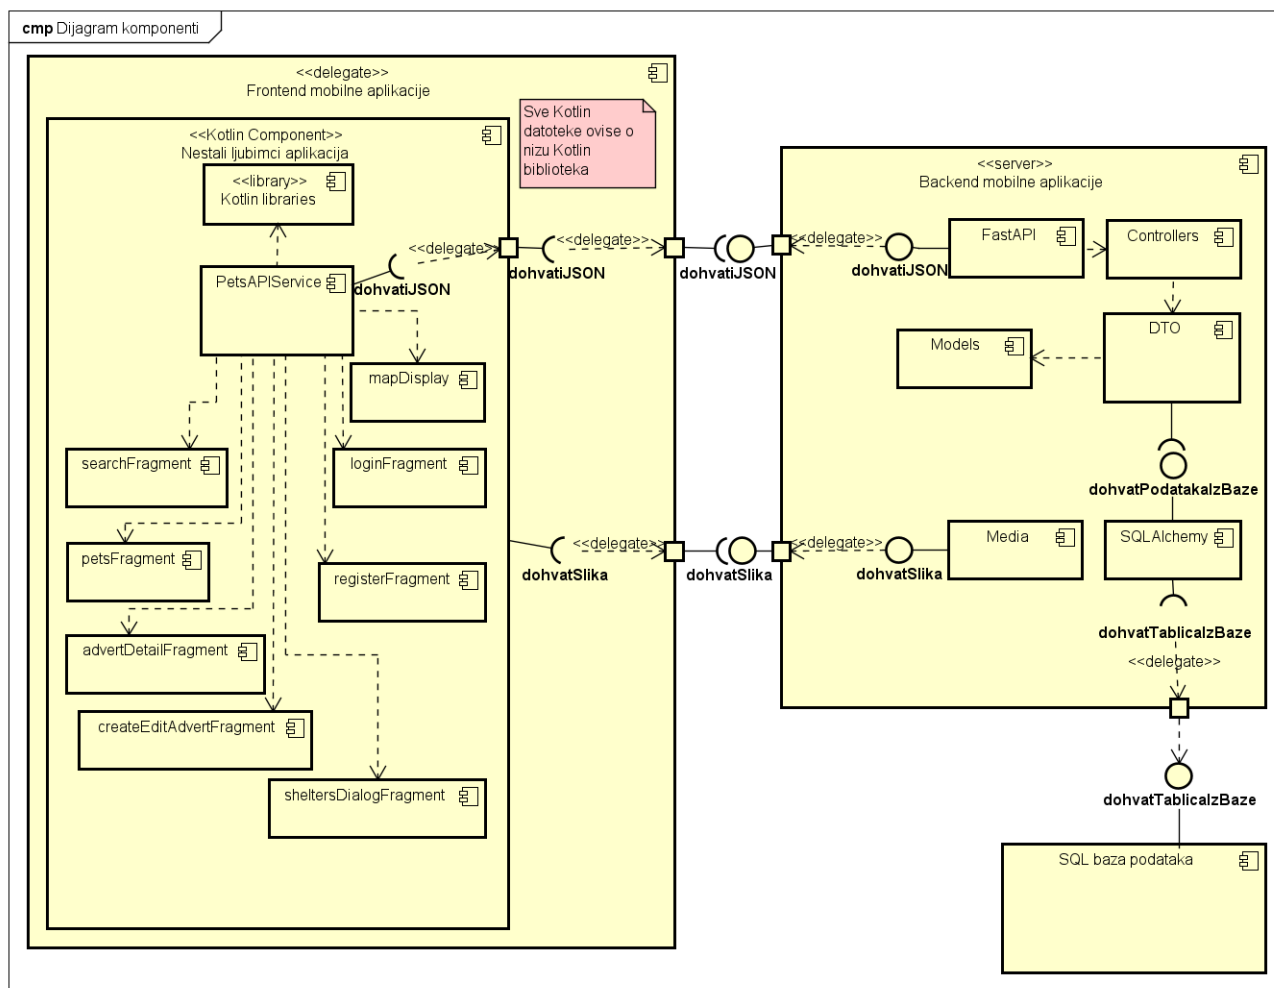 cmp Dijagram komponenti
<<delegate>>
Frontend mobilne aplikacije
<<Kotlin Component>>
Nestali ljubimci aplikacija
<<library>>
Kotlin libraries
Sve Kotlin
datoteke ovise o
nizu Kotlin
biblioteka
PetsAPIService
dohvatiJSON
<<delegate>>
dohvatiJSON
<<delegate>>
dohvatiJSON
mapDisplay
searchFragment
loginFragment
petsFragment
registerFragment
advertDetailFragment
createEditAdvertFragment
sheltersDialogFragment
dohvatSlika
<<delegate>>
dohvatSlika
<<server>>
Backend mobilne aplikacije
<<delegate>>
dohvatiJSON
FastAPI
Controllers
DTO
Models
dohvatPodatakaIzBaze
<<delegate>>
dohvatSlika
Media
SQLAlchemy
dohvatTablicaIzBaze
<<delegate>>
dohvatTablicaIzBaze
SQL baza podataka